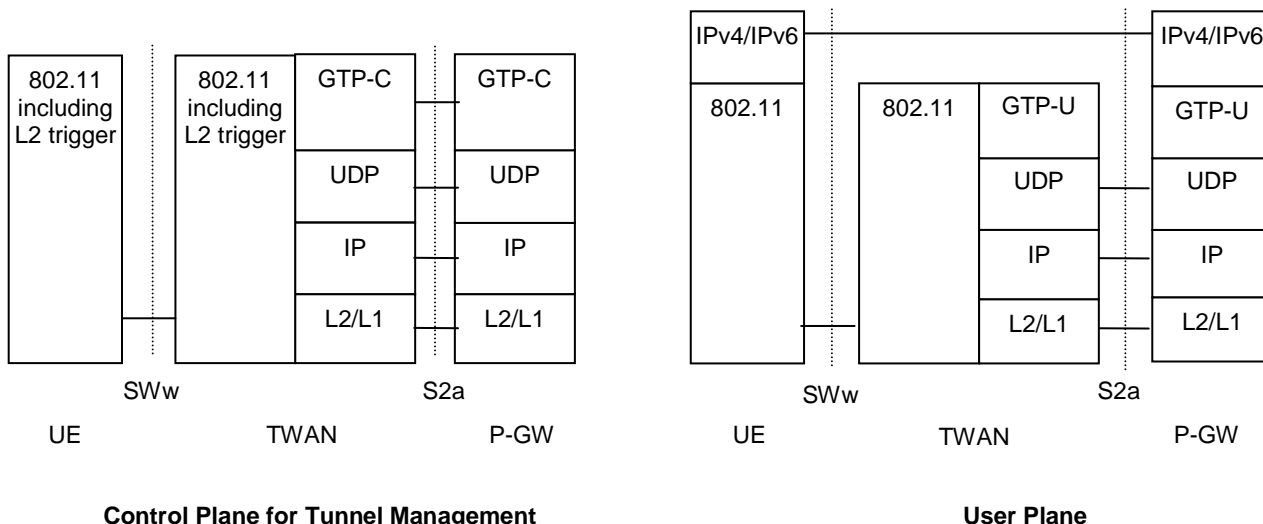 802.11
including
L2 trigger
802.11
including
L2 trigger
GTP-C
UDP
IP
L2/L1
GTP-C
UDP
IP
L2/L1
SWw
S2a
UE
TWAN
P-GW
Control Plane for Tunnel Management
IPv4/IPv6
802.11
802.11
GTP-U
UDP
IP
L2/L1
IPv4/IPv6
GTP-U
UDP
IP
L2/L1
SWw
S2a
UE
TWAN
P-GW
User Plane